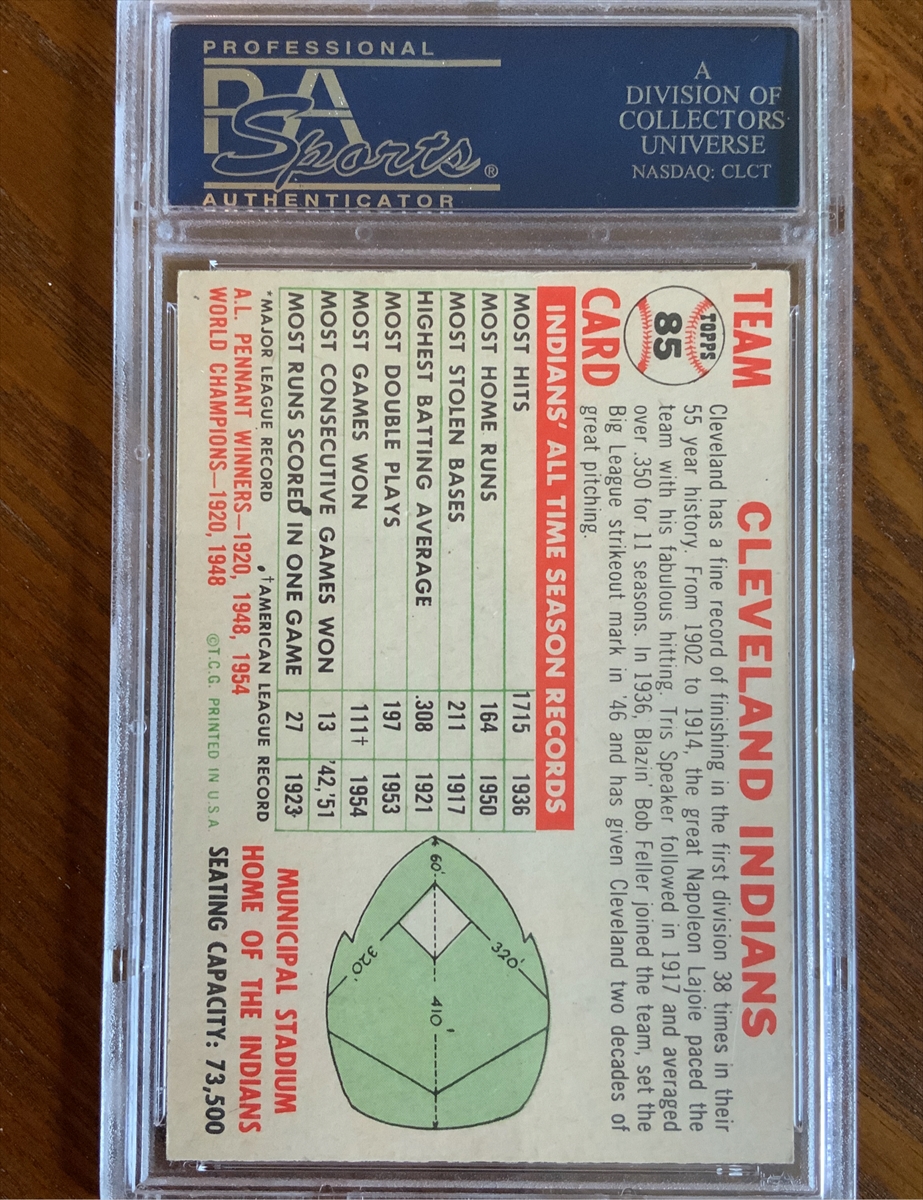 PROFESSIONAL
PSA
Sports®
AUTHENTICATOR
A
DIVISION OF
COLLECTORS
UNIVERSE
NASDAQ: CLCT
TEAM
TOPPS
85
CARD
CLEVELAND INDIANS
Cleveland has a fine record of finishing in the first division 38 times in their
55 year history. From 1902 to 1914, the great Napoleon Lajoie paced the
team with his fabulous hitting. Tris Speaker followed in 1917 and averaged
over .350 for 11 seasons. In 1936, Blazin' Bob Feller joined the team, set the
Big League strikeout mark in '46 and has given Cleveland two decades of
great pitching.
INDIANS' ALL TIME SEASON RECORDS
MOST HITS 1715 1936
MOST HOME RUNS 164 1950
MOST STOLEN BASES 211 1917
HIGHEST BATTING AVERAGE .308 1921
MOST DOUBLE PLAYS 197 1953
MOST GAMES WON 111† 1954
MOST CONSECUTIVE GAMES WON 13 '42,'51
MOST RUNS SCORED IN ONE GAME 27 1923
*MAJOR LEAGUE RECORD †AMERICAN LEAGUE RECORD
A.L. PENNANT WINNERS—1920, 1948, 1954
WORLD CHAMPIONS—1920, 1948
©T.C.G. PRINTED IN U.S.A
60'
320'
320'
410'
MUNICIPAL STADIUM
HOME OF THE INDIANS
SEATING CAPACITY: 73,500